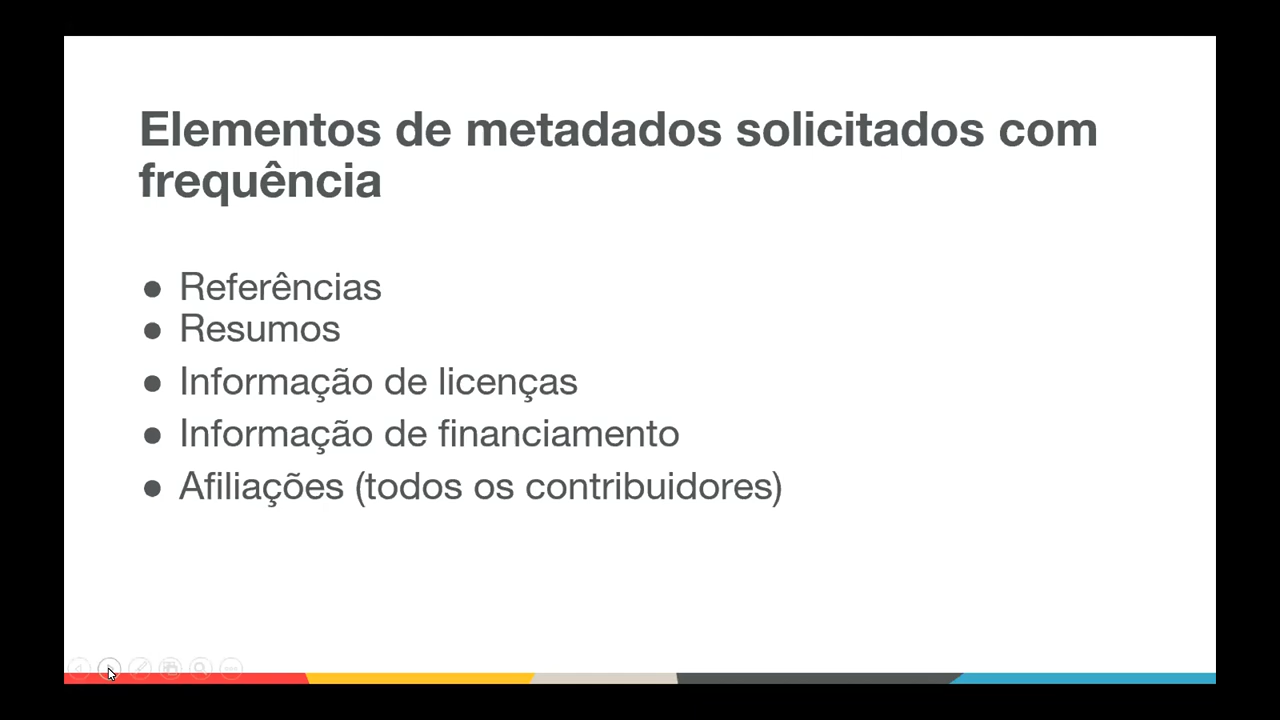 Elementos de metadados solicitados com
frequência
● Referências
● Resumos
● Informação de licenças
● Informação de financiamento
● Afiliações (todos os contribuidores)